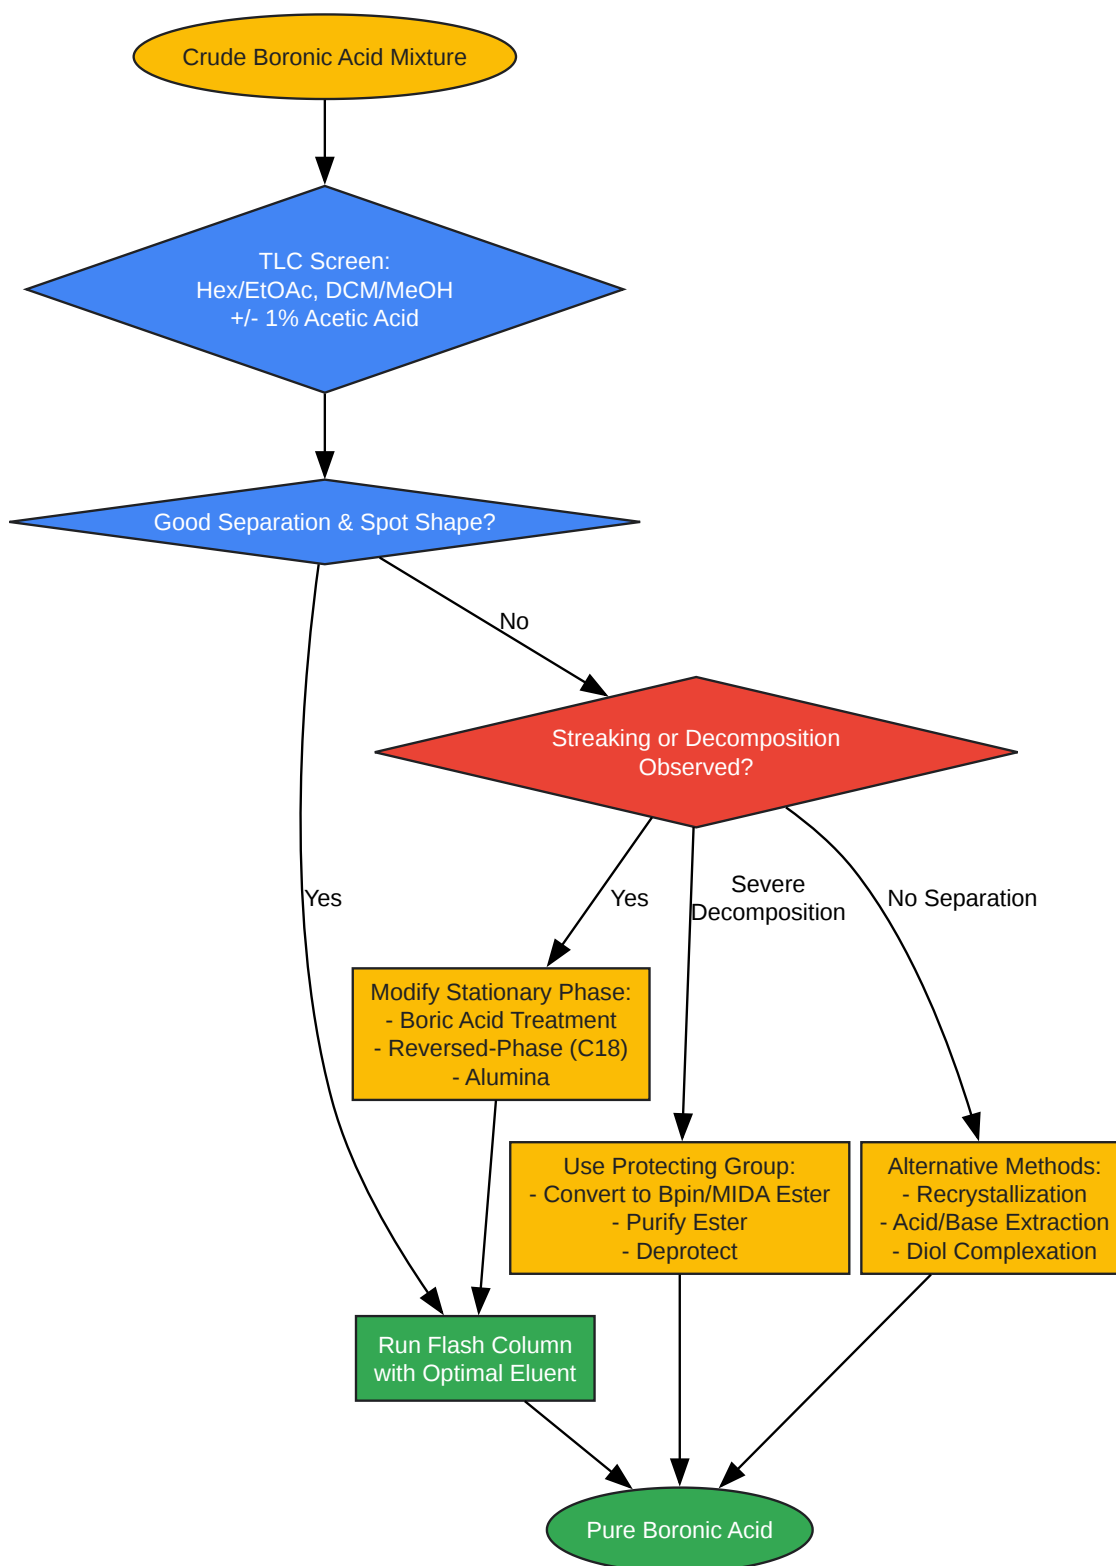 Crude Boronic Acid Mixture
TLC Screen:
Hex/EtOAc, DCM/MeOH
+/- 1% Acetic Acid
Good Separation & Spot Shape?
No
Streaking or Decomposition
Observed?
Yes
Yes
Severe
Decomposition
No Separation
Modify Stationary Phase:
- Boric Acid Treatment
- Reversed-Phase (C18)
- Alumina
Use Protecting Group:
- Convert to Bpin/MIDA Ester
- Purify Ester
- Deprotect
Alternative Methods:
- Recrystallization
- Acid/Base Extraction
- Diol Complexation
Run Flash Column
with Optimal Eluent
Pure Boronic Acid